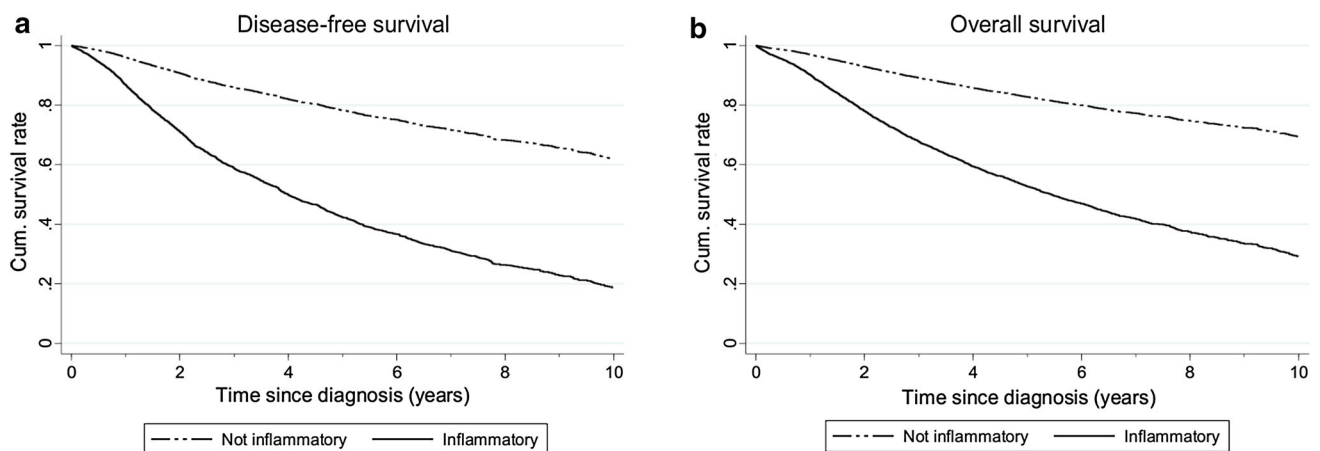 a
Disease-free survival
1
.8
.6
.4
.2
0
Cum. survival rate
0 2 4 6 8 10
Time since diagnosis (years)
Not inflammatory Inflammatory
b
Overall survival
1
.8
.6
.4
.2
0
Cum. survival rate
0 2 4 6 8 10
Time since diagnosis (years)
Not inflammatory Inflammatory